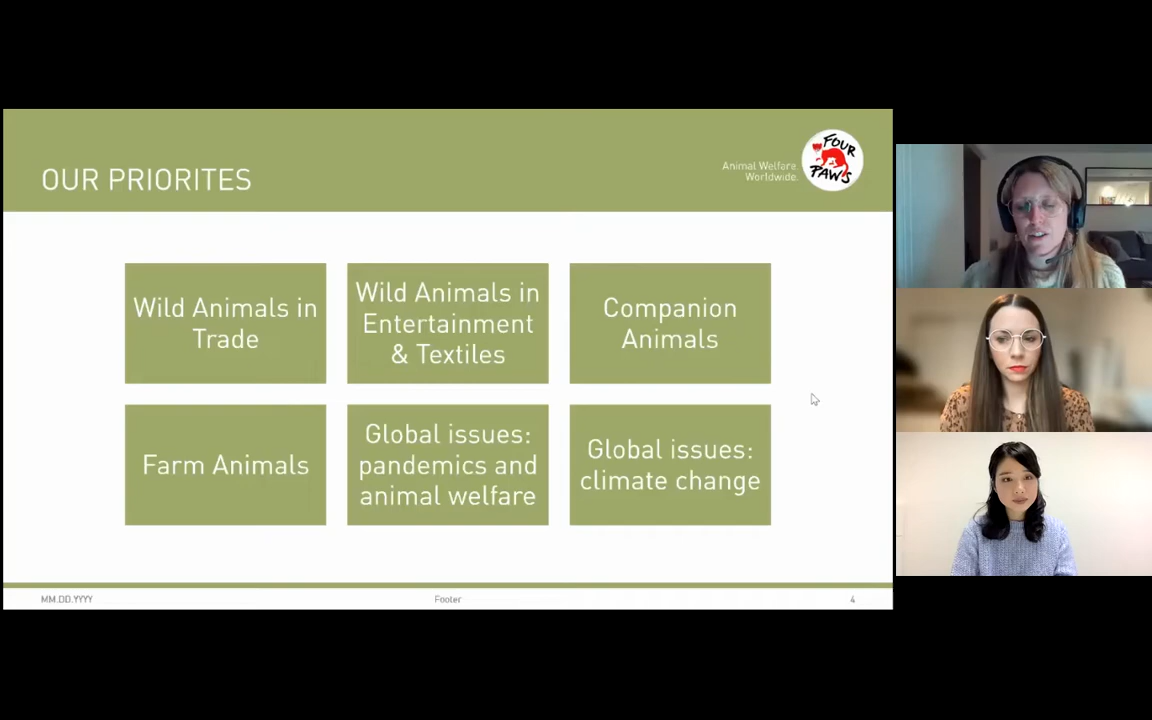 OUR PRIORITES
Animal Welfare
Worldwide.
FOUR
PAWS
Wild Animals in
Trade
Wild Animals in
Entertainment
& Textiles
Companion
Animals
Farm Animals
Global issues:
pandemics and
animal welfare
Global issues:
climate change
MM.DD.YYYY
Footer
4